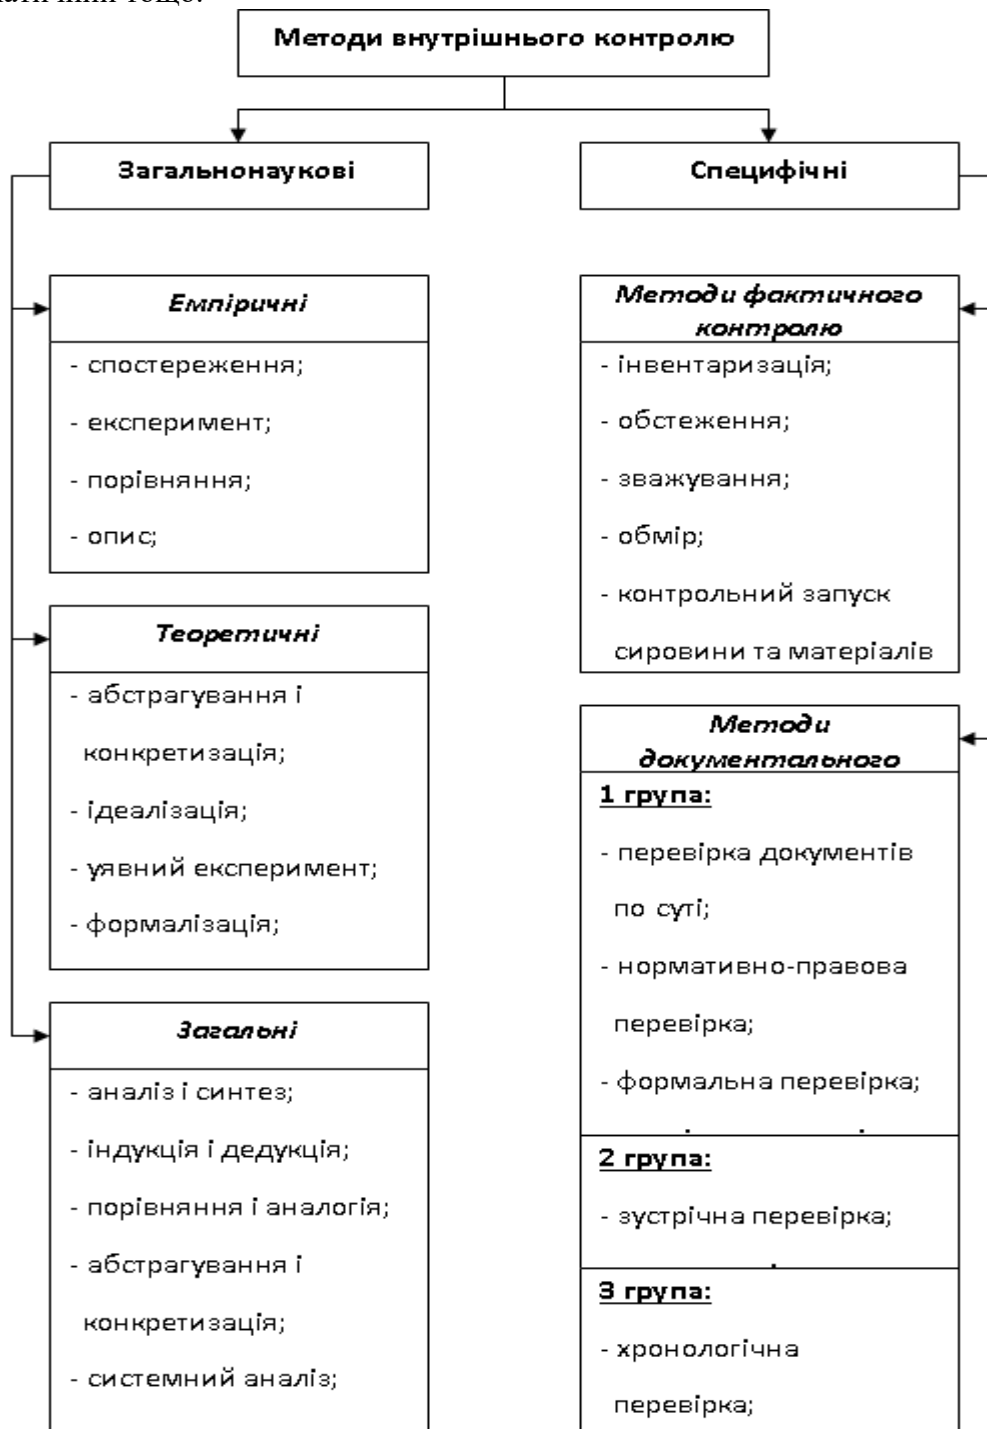 тощо.
Методи внутрішнього контролю
Загальнонаукові
Специфічні
Емпіричні
- спостереження;
- експеримент;
- порівняння;
- опис;
Теоретичні
- абстрагування і
конкретизація;
- ідеалізація;
- уявний експеримент;
- формалізація;
Загальні
- аналіз і синтез;
- індукція і дедукція;
- порівняння і аналогія;
- абстрагування і
конкретизація;
- системний аналіз;
Методи фактичного
контролю
- інвентаризація;
- обстеження;
- зважування;
- обмір;
- контрольний запуск
сировини та матеріалів
Методи
документального
1 група:
- перевірка документів
по суті;
- нормативно-правова
перевірка;
- формальна перевірка;
2 група:
- зустрічна перевірка;
3 група:
- хронологічна
перевірка;